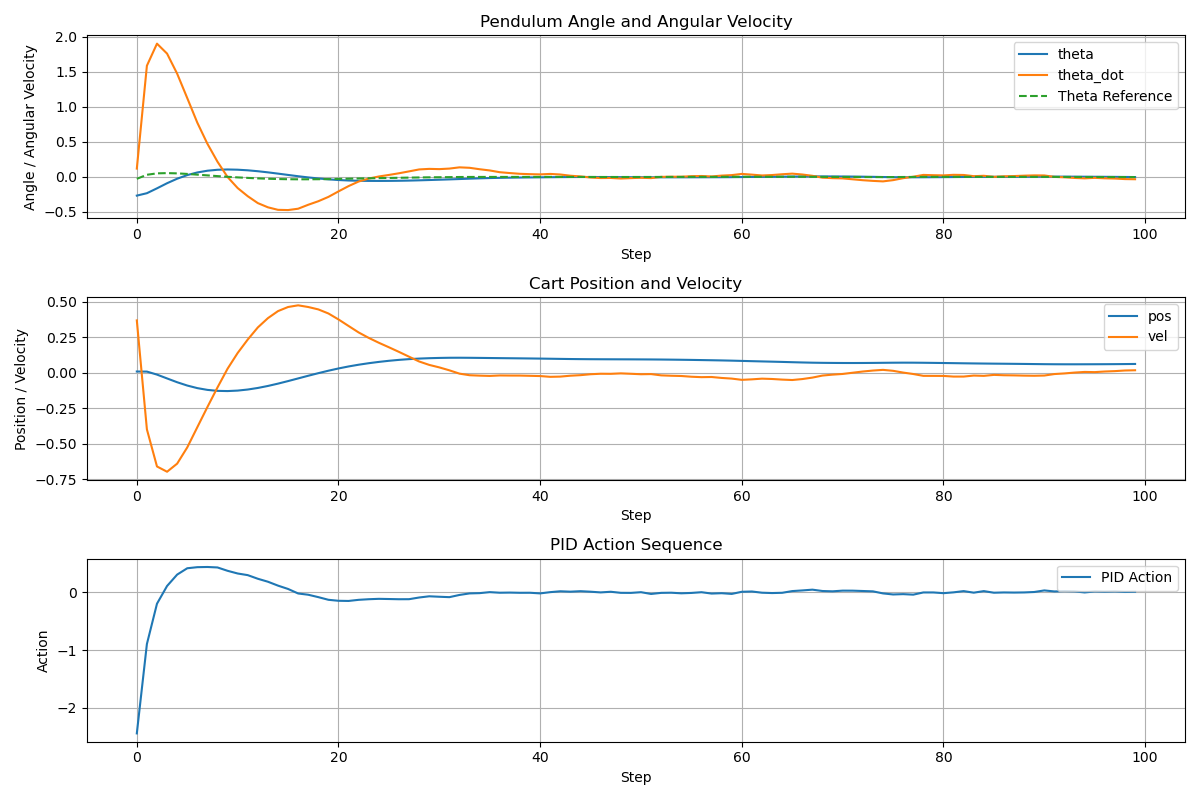 Pendulum Angle and Angular Velocity
Angle / Angular Velocity
2.0
1.5
1.0
0.5
0.0
−0.5
theta
theta_dot
Theta Reference
0 20 40 60 80 100
Step
Cart Position and Velocity
Position / Velocity
0.50
0.25
0.00
−0.25
−0.50
−0.75
pos
vel
0 20 40 60 80 100
Step
PID Action Sequence
Action
0
−1
−2
PID Action
0 20 40 60 80 100
Step